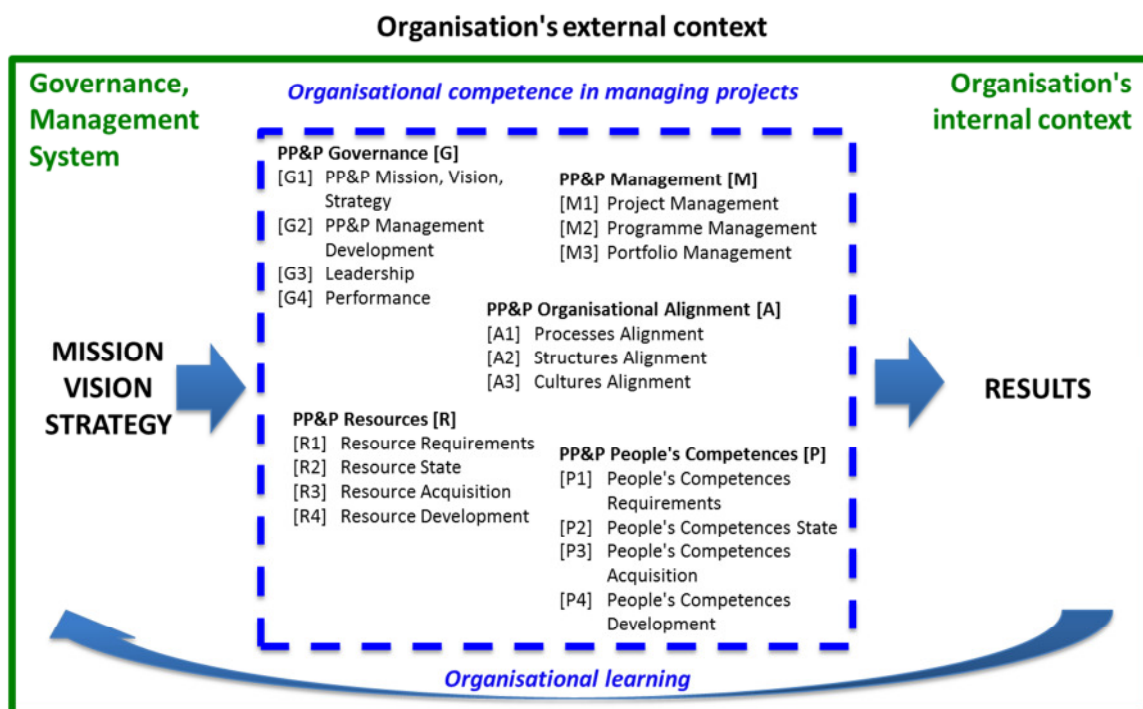 Organisation's external context
Governance,
Management
System
Organisational competence in managing projects
Organisation's
internal context
PP&P Governance [G]
[G1] PP&P Mission, Vision,
Strategy
[G2] PP&P Management
Development
[G3] Leadership
[G4] Performance
PP&P Management [M]
[M1] Project Management
[M2] Programme Management
[M3] Portfolio Management
PP&P Organisational Alignment [A]
[A1] Processes Alignment
[A2] Structures Alignment
[A3] Cultures Alignment
MISSION
VISION
STRATEGY
RESULTS
PP&P Resources [R]
[R1] Resource Requirements
[R2] Resource State
[R3] Resource Acquisition
[R4] Resource Development
PP&P People's Competences [P]
[P1] People's Competences
Requirements
[P2] People's Competences State
[P3] People's Competences
Acquisition
[P4] People's Competences
Development
Organisational learning